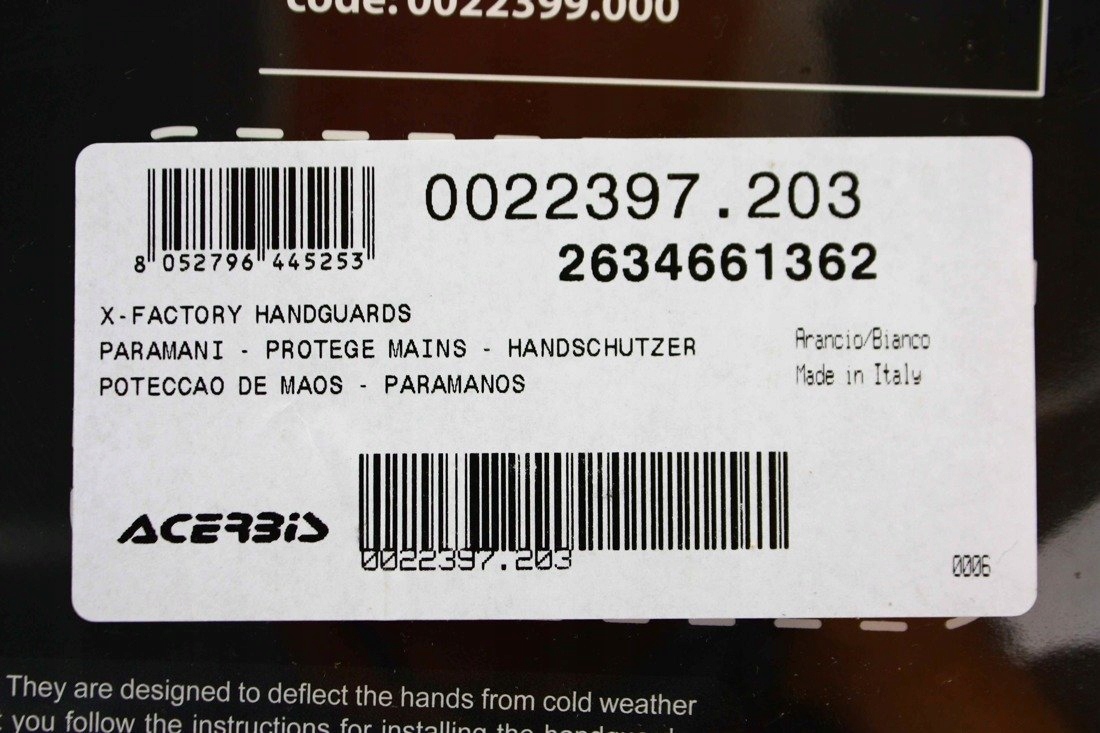 code: 0022399.000
0022397.203
2634661362
8 052796 445253
X-FACTORY HANDGUARDS
PARAMANI - PROTEGE MAINS - HANDSCHUTZER
POTECCAO DE MAOS - PARAMANOS
Arancio/Bianco
Made in Italy
ACERBIS
0022397.203
0006
They are designed to deflect the hands from cold weather
you follow the instructions for installing the